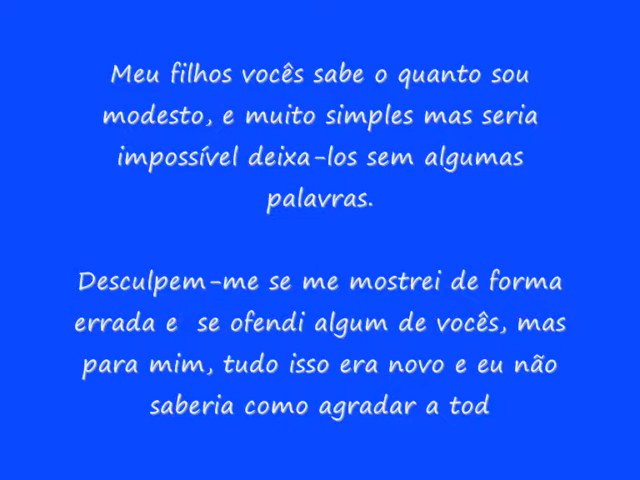 Meu filhos vocês sabe o quanto sou
modesto, e muito simples mas seria
impossível deixa-los sem algumas
palavras.
Desculpem-me se me mostrei de forma
errada e  se ofendi algum de vocês, mas
para mim, tudo isso era novo e eu não
saberia como agradar a tod